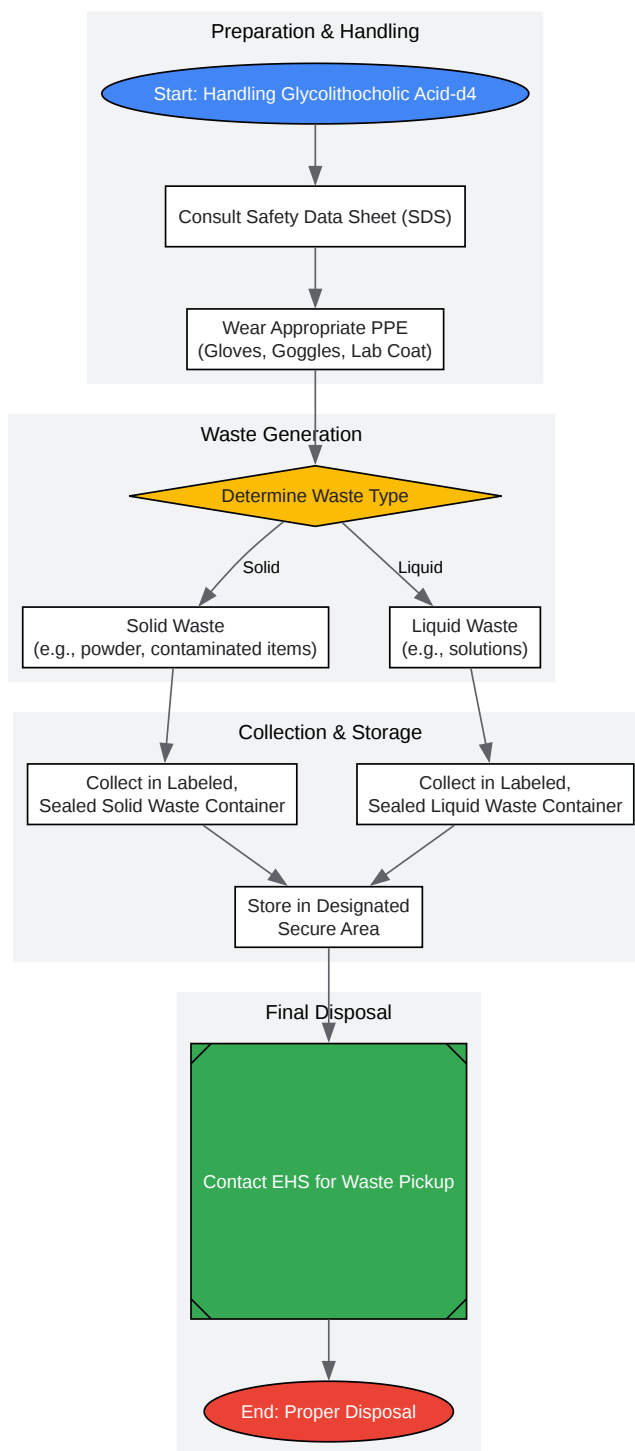 Preparation & Handling
Start: Handling Glycolithocholic Acid-d4
Consult Safety Data Sheet (SDS)
Wear Appropriate PPE
(Gloves, Goggles, Lab Coat)
Waste Generation
Determine Waste Type
Solid
Liquid
Solid Waste
(e.g., powder, contaminated items)
Liquid Waste
(e.g., solutions)
Collection & Storage
Collect in Labeled,
Sealed Solid Waste Container
Collect in Labeled,
Sealed Liquid Waste Container
Store in Designated
Secure Area
Final Disposal
Contact EHS for Waste Pickup
End: Proper Disposal